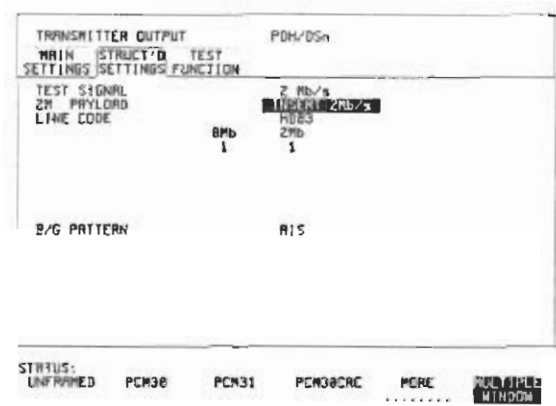 TRANSMITTER OUTPUT PDH/DSn
MAIN STRUCT'D TEST
SETTINGS SETTINGS FUNCTION
TEST SIGNAL 2 Mb/s
2M PAYLOAD INSERT 2Mb/s
LINE CODE HDB3
8Mb 2Mb
1 1
B/G PATTERN AIS
STATUS:
UNFRAMED PCM30 PCM31 PCM30CRC MORE MULTIPLE
WINDOW